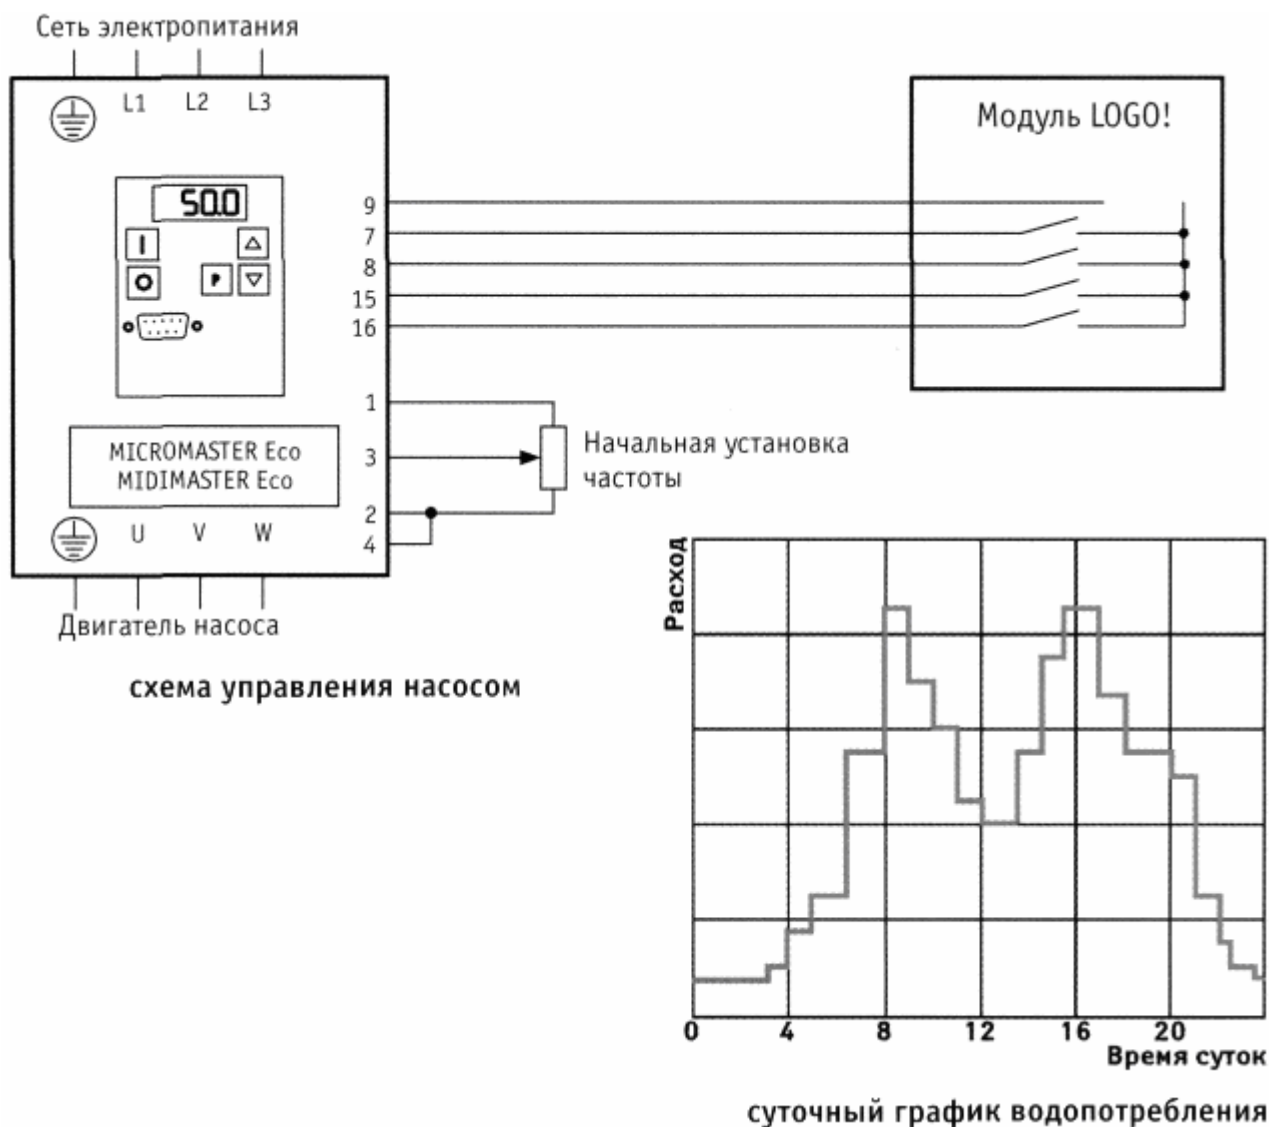 Сеть электропитания
L1 L2 L3
50.0
P
9
7
8
15
16
1
3
2
4
MICROMASTER Eco
MIDIMASTER Eco
U V W
Двигатель насоса
схема управления насосом
Модуль LOGO!
Начальная установка
частоты
Расход
0 4 8 12 16 20
Время суток
суточный график водопотребления